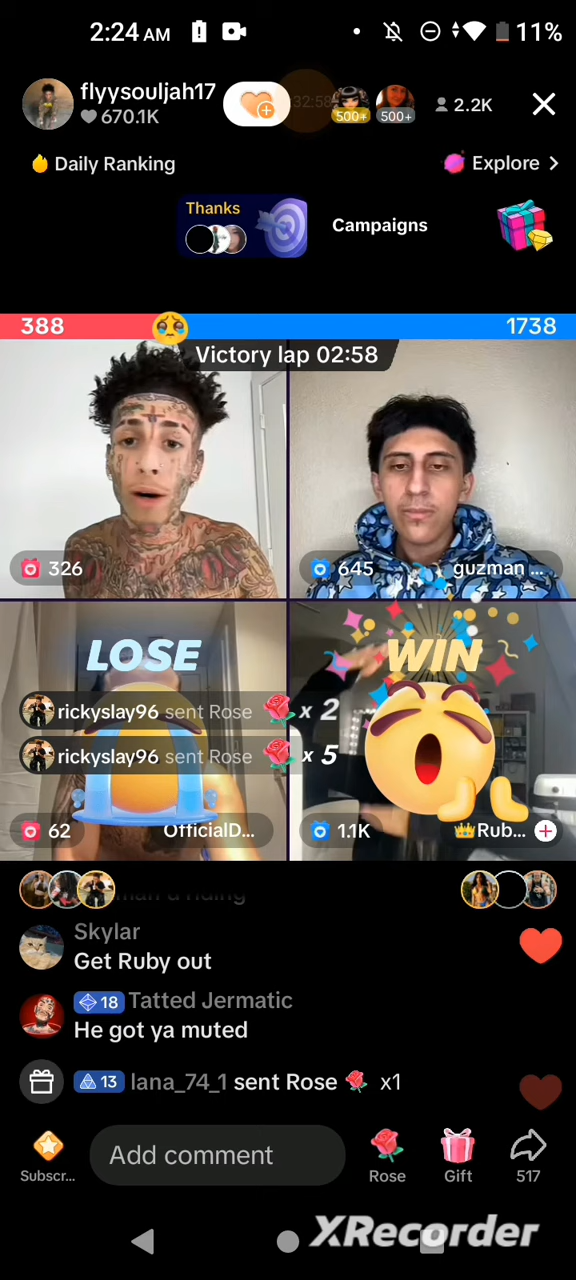 2:24 AM
11%
flyysouljah17
670.1K
32:58
500+
500+
2.2K
Daily Ranking
Explore >
Thanks
Campaigns
388
1738
Victory lap 02:58
326
645
guzman ...
LOSE
WIN
rickyslay96 sent Rose x 2
rickyslay96 sent Rose x 5
62
OfficialD...
1.1K
Rub...
Skylar
Get Ruby out
18 Tatted Jermatic
He got ya muted
13 lana_74_1 sent Rose x1
Subscr...
Add comment
Rose
Gift
517
XRecorder